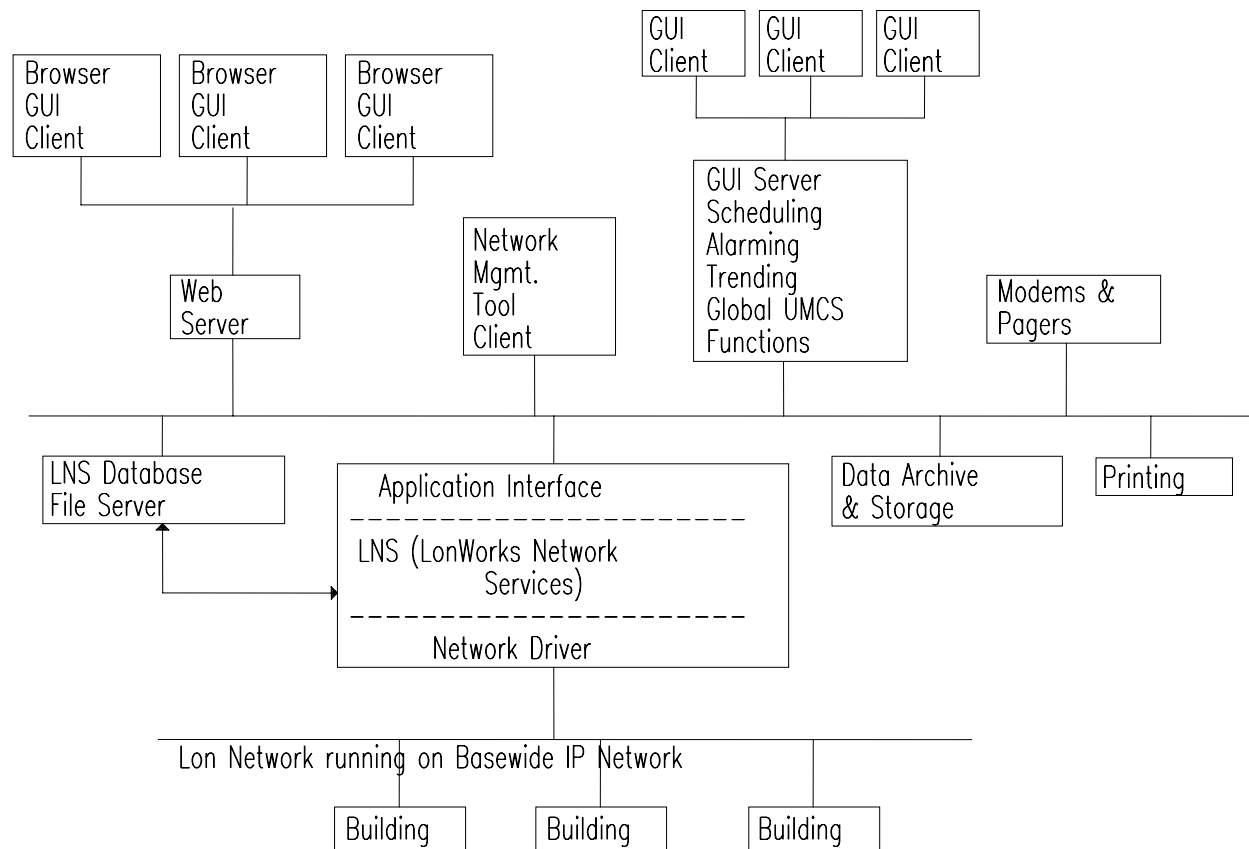 GUI
Client
GUI
Client
GUI
Client
Browser
GUI
Client
Browser
GUI
Client
Browser
GUI
Client
GUI Server
Scheduling
Alarming
Trending
Global UMCS
Functions
Network
Mgmt.
Tool
Client
Web
Server
Modems &
Pagers
LNS Database
File Server
Application Interface
LNS (LonWorks Network
Services)
Network Driver
Data Archive
& Storage
Printing
Lon Network running on Basewide IP Network
Building
Building
Building